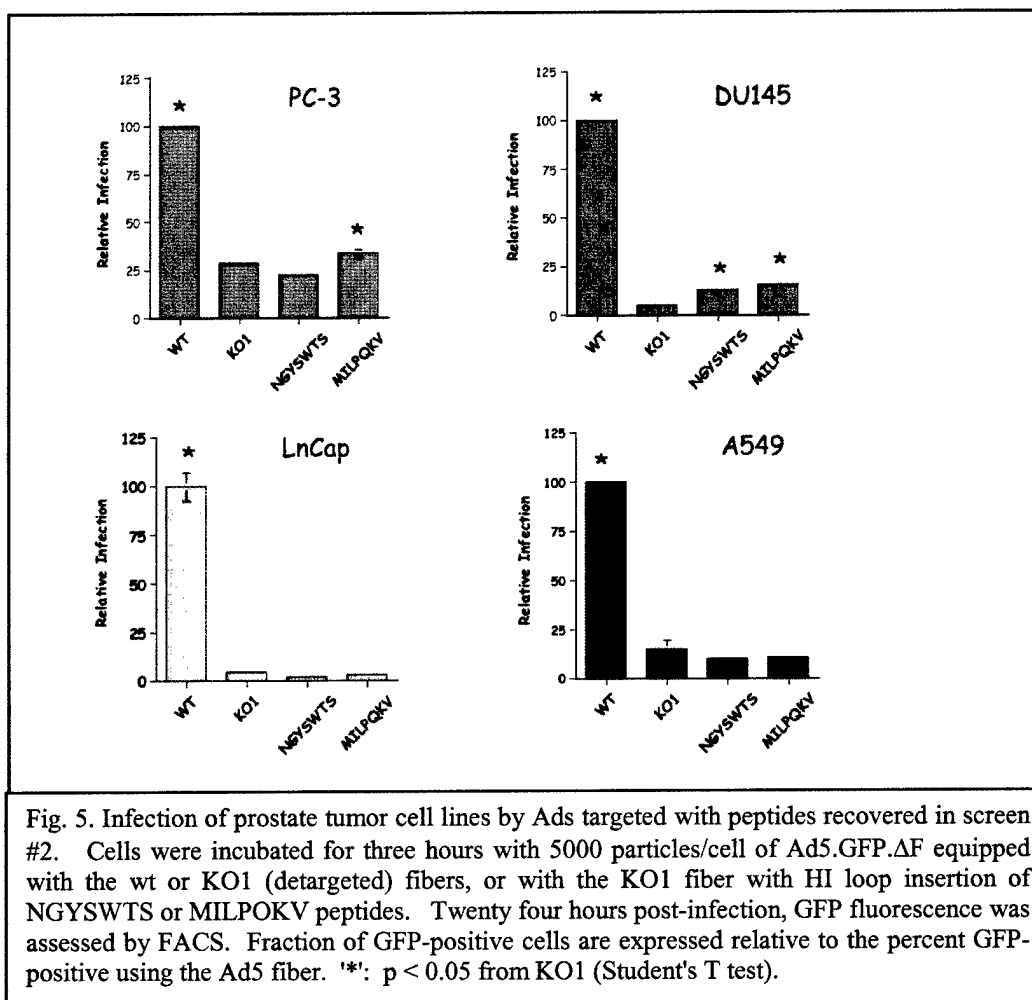 PC-3
125
100
75
50
25
0
Relative Infection
*
*
WT
KO1
NGYSWTS
MILPQKV
DU145
125
100
75
50
25
0
Relative Infection
*
*
*
WT
KO1
NGYSWTS
MILPQKV
LnCap
125
100
75
50
25
0
Relative Infection
*
WT
KO1
NGYSWTS
MILPQKV
A549
125
100
75
50
25
0
Relative Infection
*
WT
KO1
NGYSWTS
MILPQKV
Fig. 5. Infection of prostate tumor cell lines by Ads targeted with peptides recovered in screen
#2. Cells were incubated for three hours with 5000 particles/cell of Ad5.GFP.ΔF equipped
with the wt or KO1 (detargeted) fibers, or with the KO1 fiber with HI loop insertion of
NGYSWTS or MILPOKV peptides. Twenty four hours post-infection, GFP fluorescence was
assessed by FACS. Fraction of GFP-positive cells are expressed relative to the percent GFP-
positive using the Ad5 fiber. '*': p < 0.05 from KO1 (Student's T test).